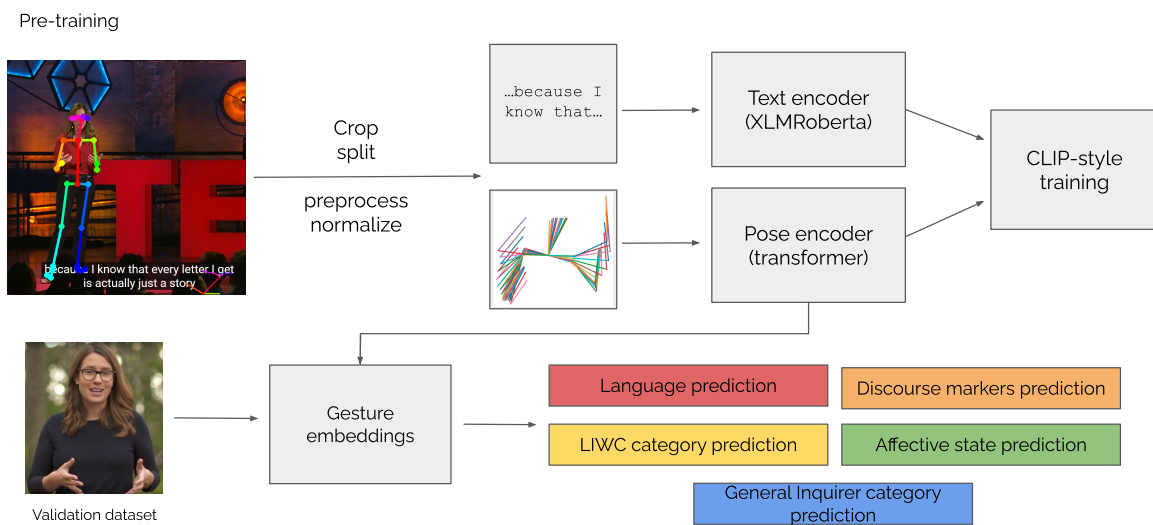 Pre-training
Crop
split
preprocess
normalize
…because I
know that…
Text encoder
(XLMRoberta)
CLIP-style
training
Pose encoder
(transformer)
TE
because I know that every letter I get
is actually just a story
Gesture
embeddings
Language prediction
Discourse markers prediction
LIWC category prediction
Affective state prediction
General Inquirer category
prediction
Validation dataset